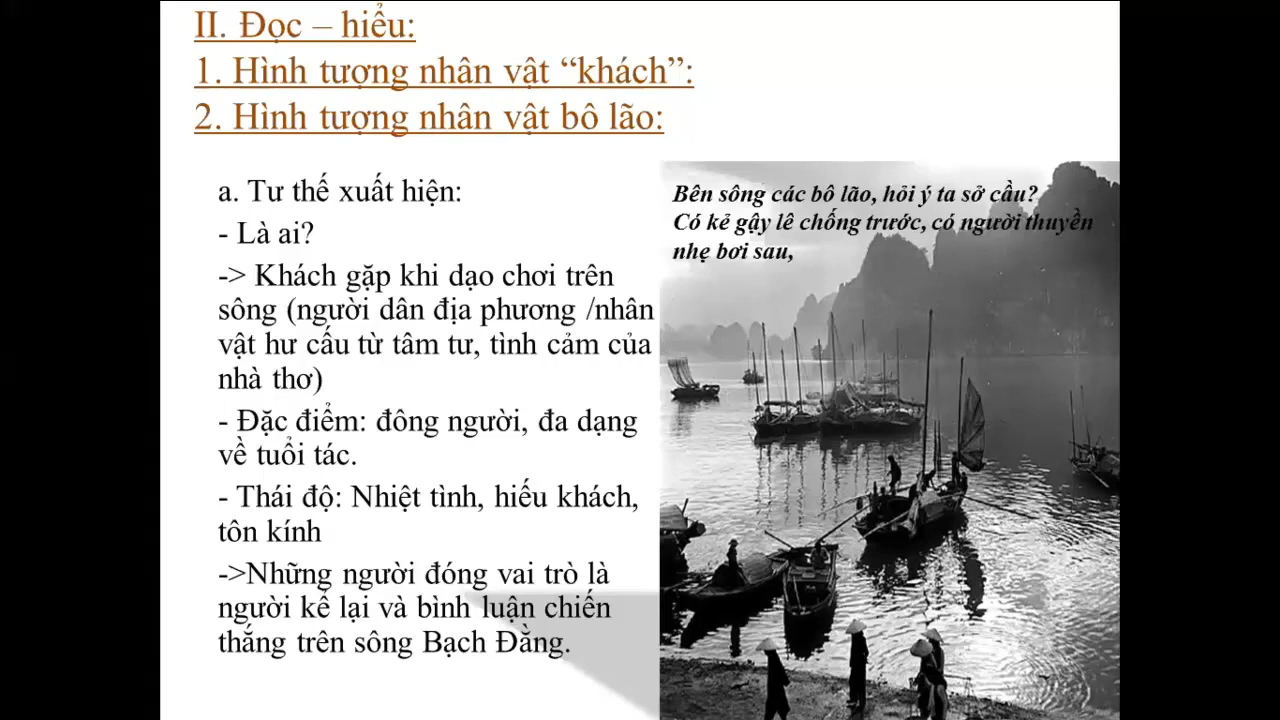 II. Đọc – hiểu:
1. Hình tượng nhân vật “khách”:
2. Hình tượng nhân vật bô lão:
a. Tư thế xuất hiện:
- Là ai?
-> Khách gặp khi dạo chơi trên
sông (người dân địa phương /nhân
vật hư cấu từ tâm tư, tình cảm của
nhà thơ)
- Đặc điểm: đông người, đa dạng
về tuổi tác.
- Thái độ: Nhiệt tình, hiếu khách,
tôn kính
->Những người đóng vai trò là
người kể lại và bình luận chiến
thắng trên sông Bạch Đằng.
Bên sông các bô lão, hỏi ý ta sở cầu?
Có kẻ gậy lê chống trước, có người thuyền
nhẹ bơi sau,